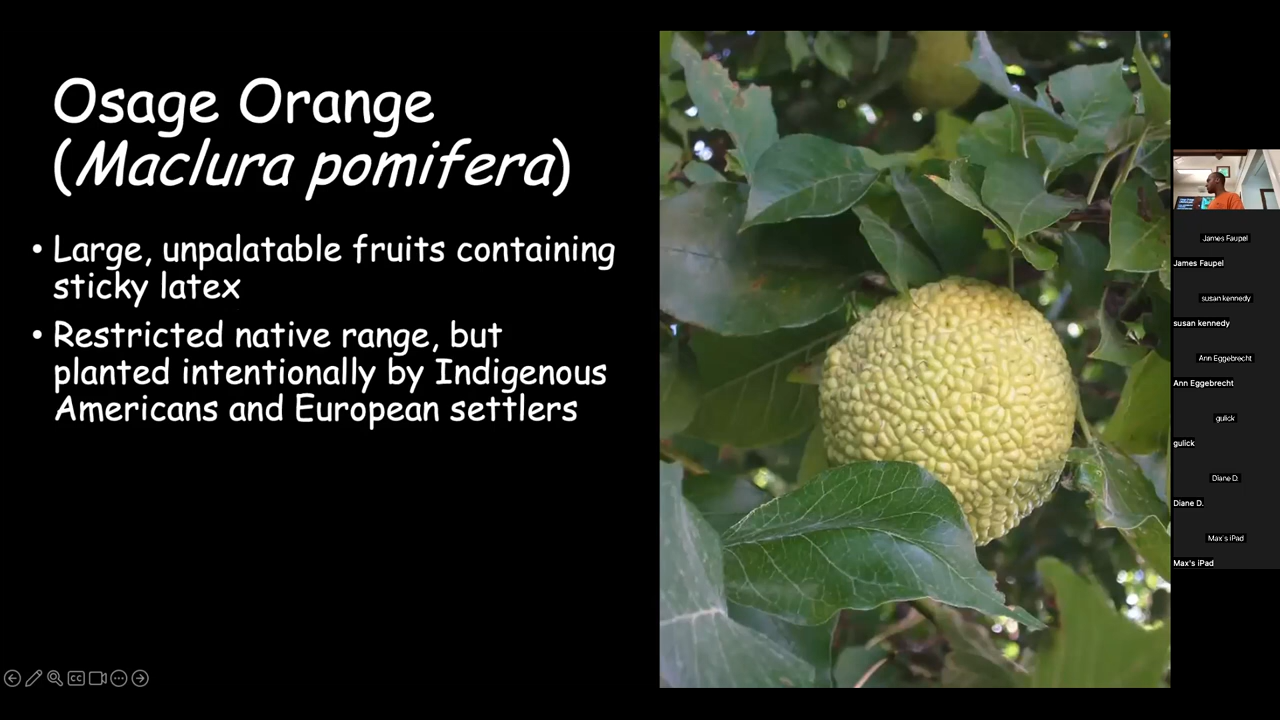 Osage Orange
(Maclura pomifera)
• Large, unpalatable fruits containing
sticky latex
• Restricted native range, but
planted intentionally by Indigenous
Americans and European settlers
James Faupel
James Faupel
susan kennedy
susan kennedy
Ann Eggebrecht
Ann Eggebrecht
gulick
gulick
Diane D.
Diane D.
Max's iPad
Max's iPad
CC